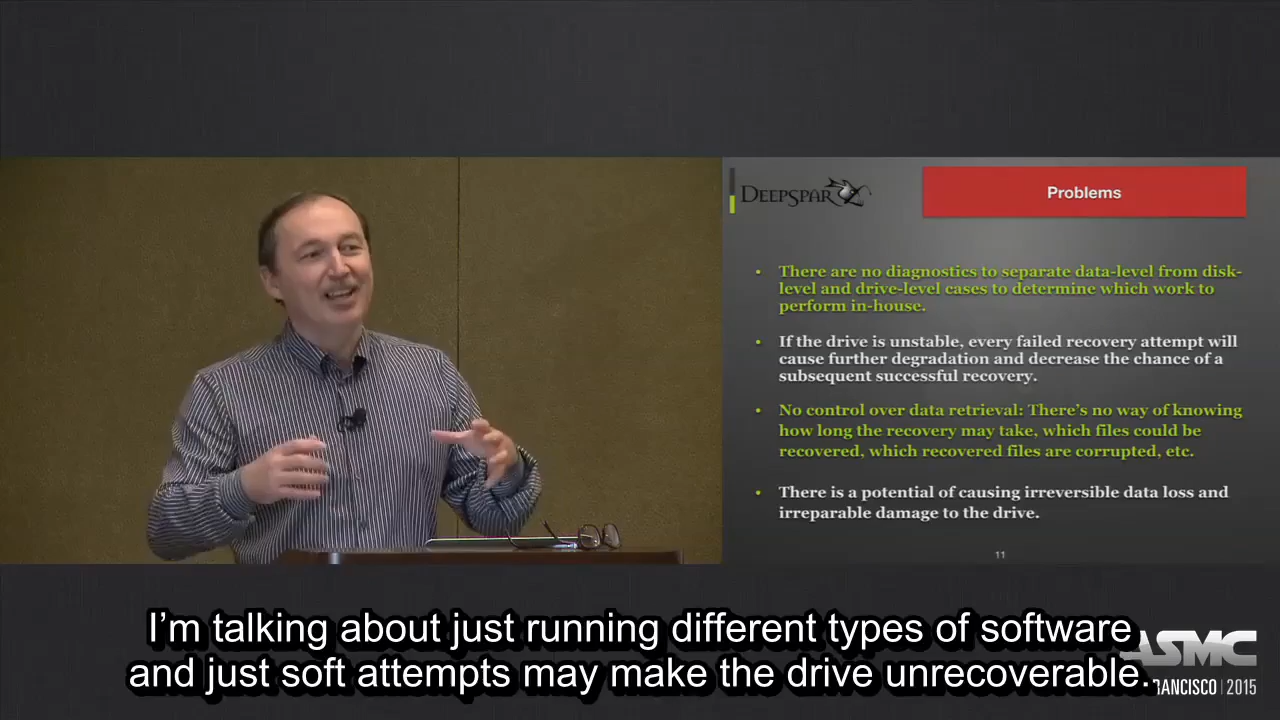 DEEPSPAR
Problems
• There are no diagnostics to separate data-level from disk-
level and drive-level cases to determine which work to
perform in-house.
• If the drive is unstable, every failed recovery attempt will
cause further degradation and decrease the chance of a
subsequent successful recovery.
• No control over data retrieval: There's no way of knowing
how long the recovery may take, which files could be
recovered, which recovered files are corrupted, etc.
• There is a potential of causing irreversible data loss and
irreparable damage to the drive.
11
I'm talking about just running different types of software
and just soft attempts may make the drive unrecoverable.
ASMC
RANCISCO | 2015